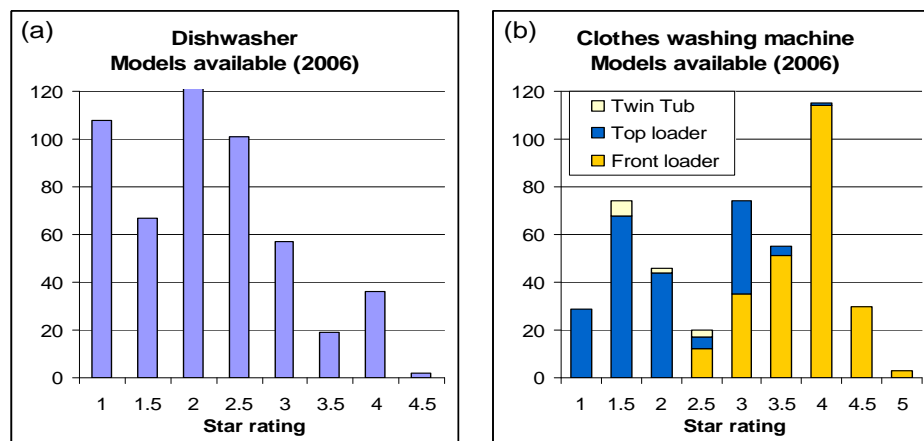 (a)
Dishwasher
Models available (2006)
120
100
80
60
40
20
0
1 1.5 2 2.5 3 3.5 4 4.5
Star rating
(b)
Clothes washing machine
Models available (2006)
120
100
80
60
40
20
0
Twin Tub
Top loader
Front loader
1 1.5 2 2.5 3 3.5 4 4.5 5
Star rating